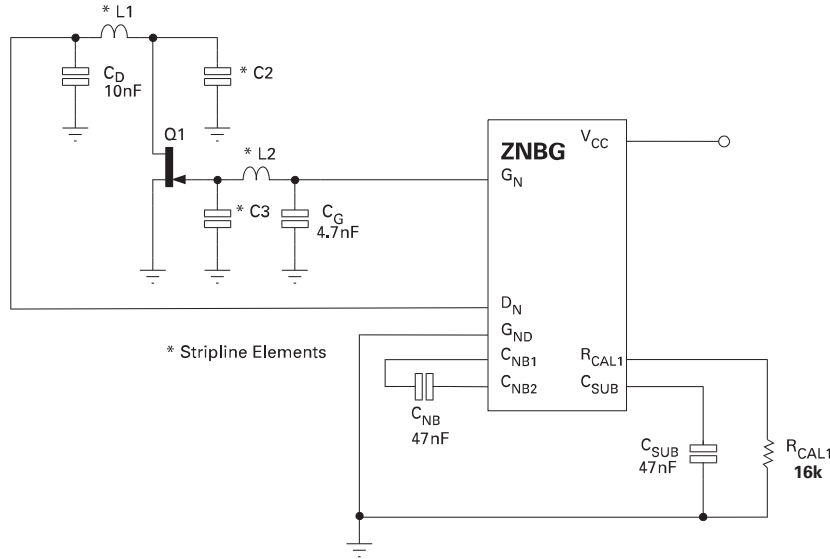 * L1
C_D
10nF
* C2
Q1
* L2
* C3
C_G
4.7nF
ZNBG
V_CC
G_N
D_N
G_ND
C_NB1
C_NB2
R_CAL1
C_SUB
* Stripline Elements
C_NB
47nF
C_SUB
47nF
R_CAL1
16k